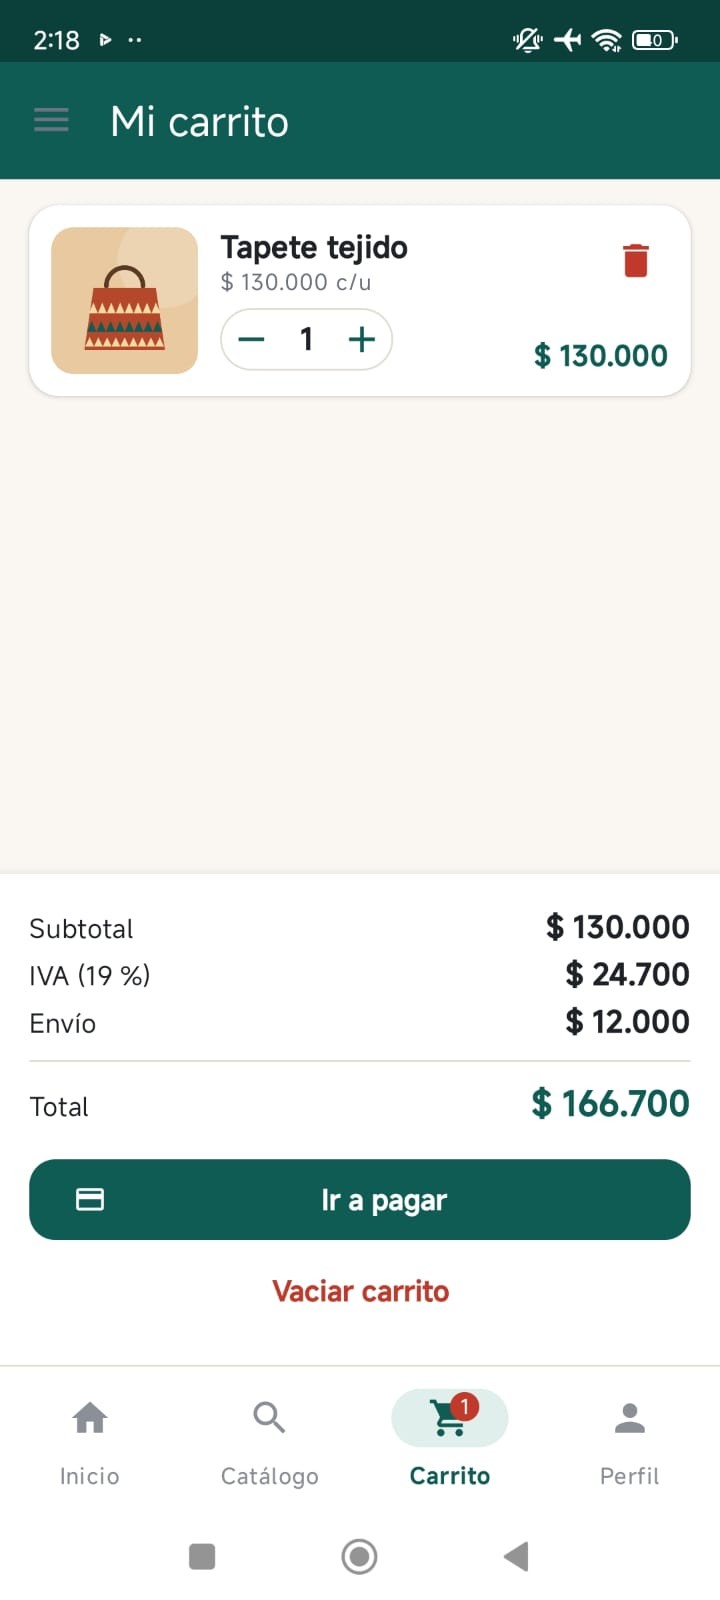 2:18
Mi carrito
Tapete tejido
$ 130.000 c/u
1
$ 130.000
Subtotal $ 130.000
IVA (19 %) $ 24.700
Envío $ 12.000
Total $ 166.700
Ir a pagar
Vaciar carrito
1
Inicio Catálogo Carrito Perfil